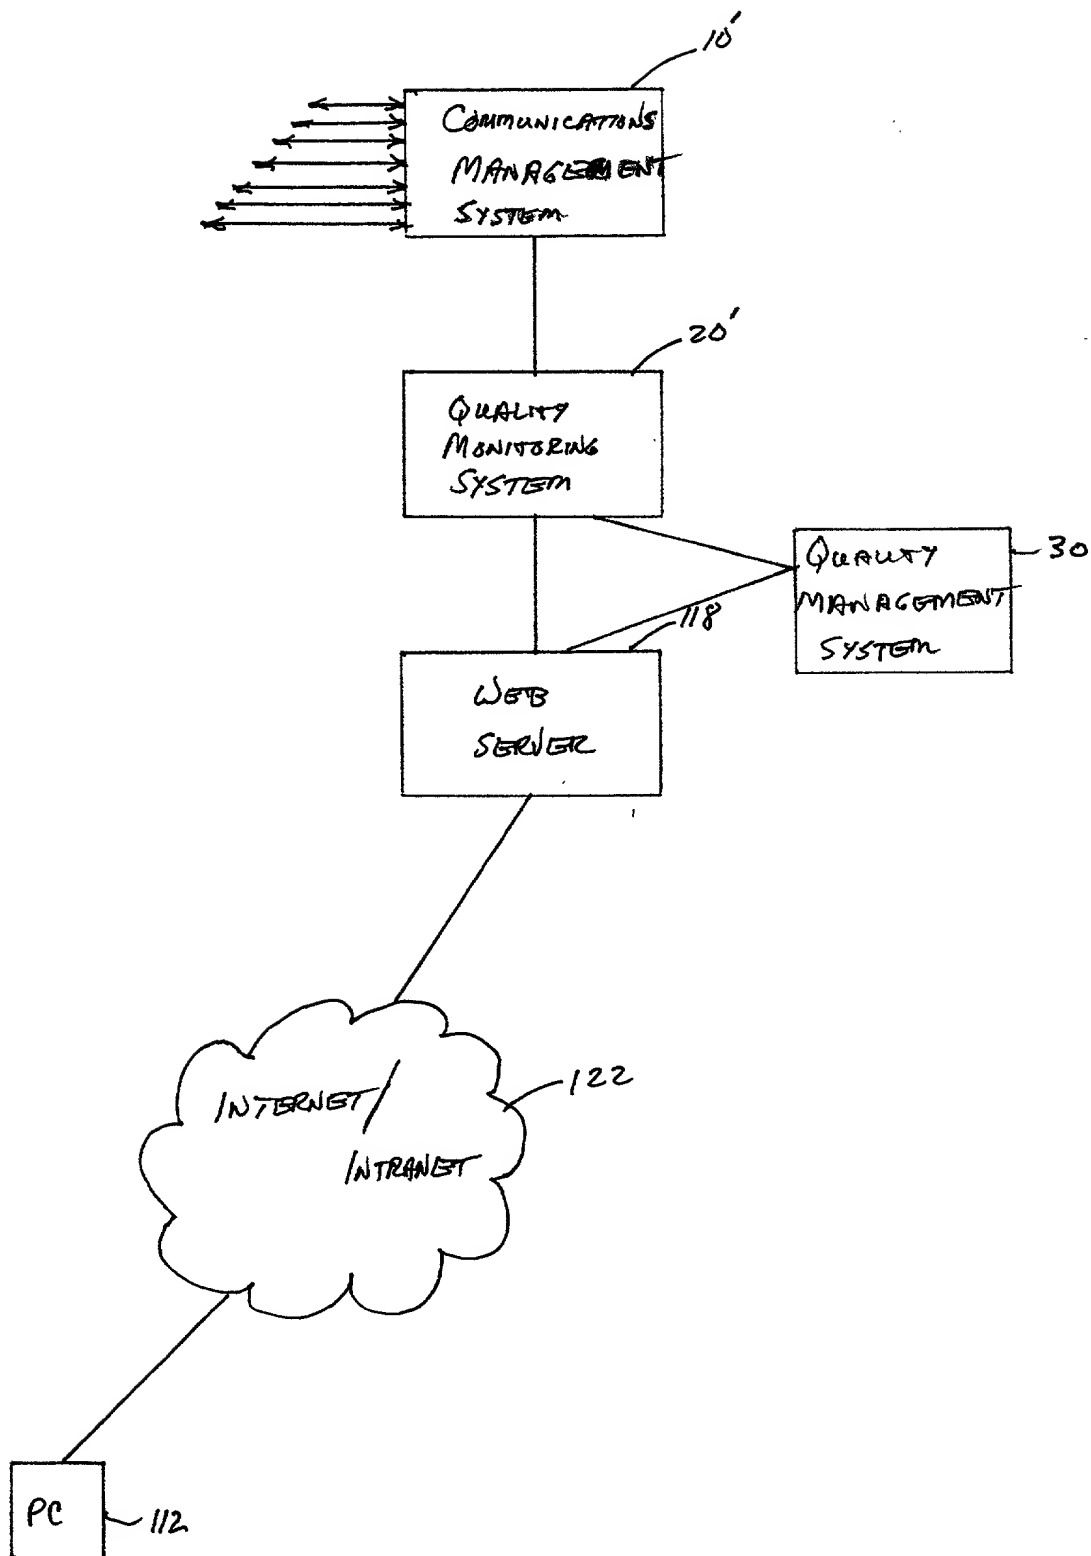 10'
COMMUNICATIONS
MANAGEMENT
SYSTEM
20'
QUALITY
MONITORING
SYSTEM
QUALITY
MANAGEMENT
SYSTEM
30
118
WEB
SERVER
INTERNET/
INTRANET
122
PC
112